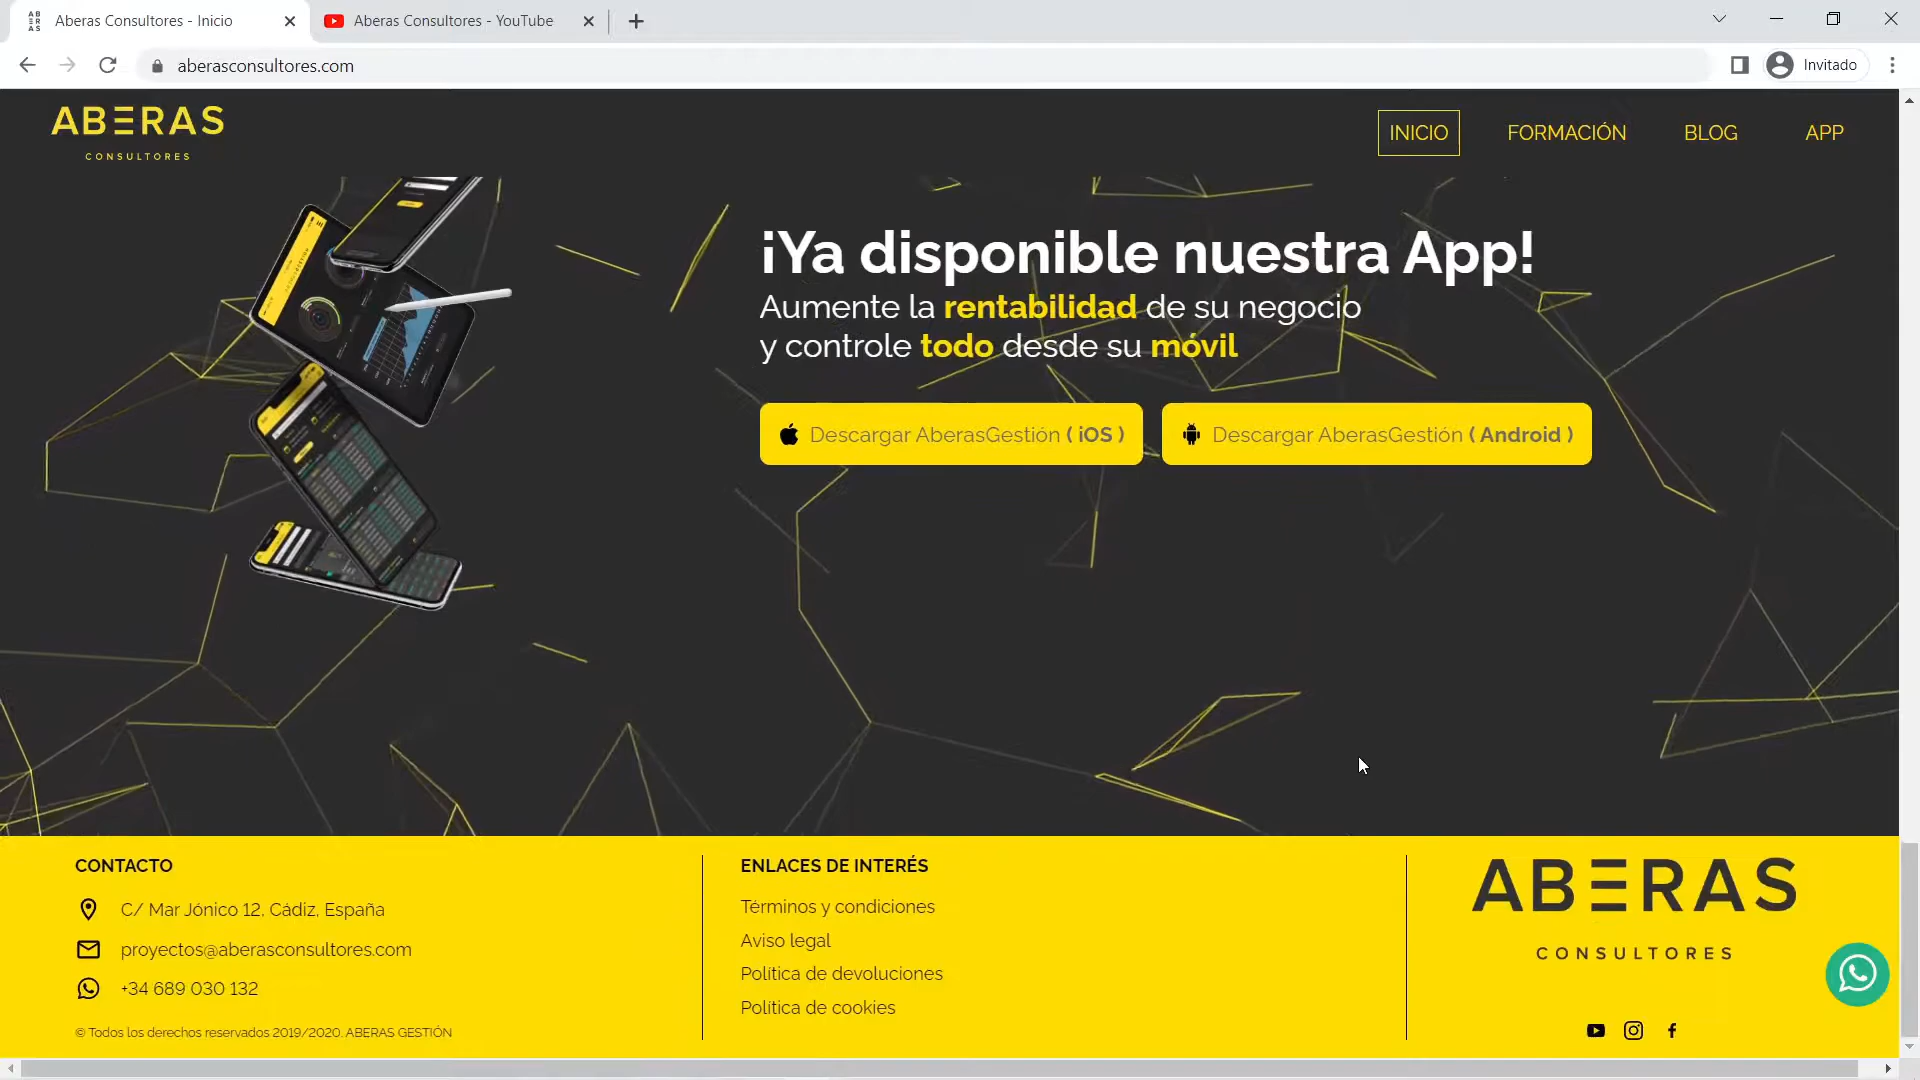 Aberas Consultores - Inicio
Aberas Consultores - YouTube
aberasconsultores.com
Invitado
ABERAS
CONSULTORES
INICIO
FORMACIÓN
BLOG
APP
¡Ya disponible nuestra App!
Aumente la rentabilidad de su negocio
y controle todo desde su móvil
Descargar AberasGestión ( iOS )
Descargar AberasGestión ( Android )
CONTACTO
C/ Mar Jónico 12, Cádiz, España
proyectos@aberasconsultores.com
+34 689 030 132
© Todos los derechos reservados 2019/2020. ABERAS GESTIÓN
ENLACES DE INTERÉS
Términos y condiciones
Aviso legal
Política de devoluciones
Política de cookies
ABERAS
CONSULTORES